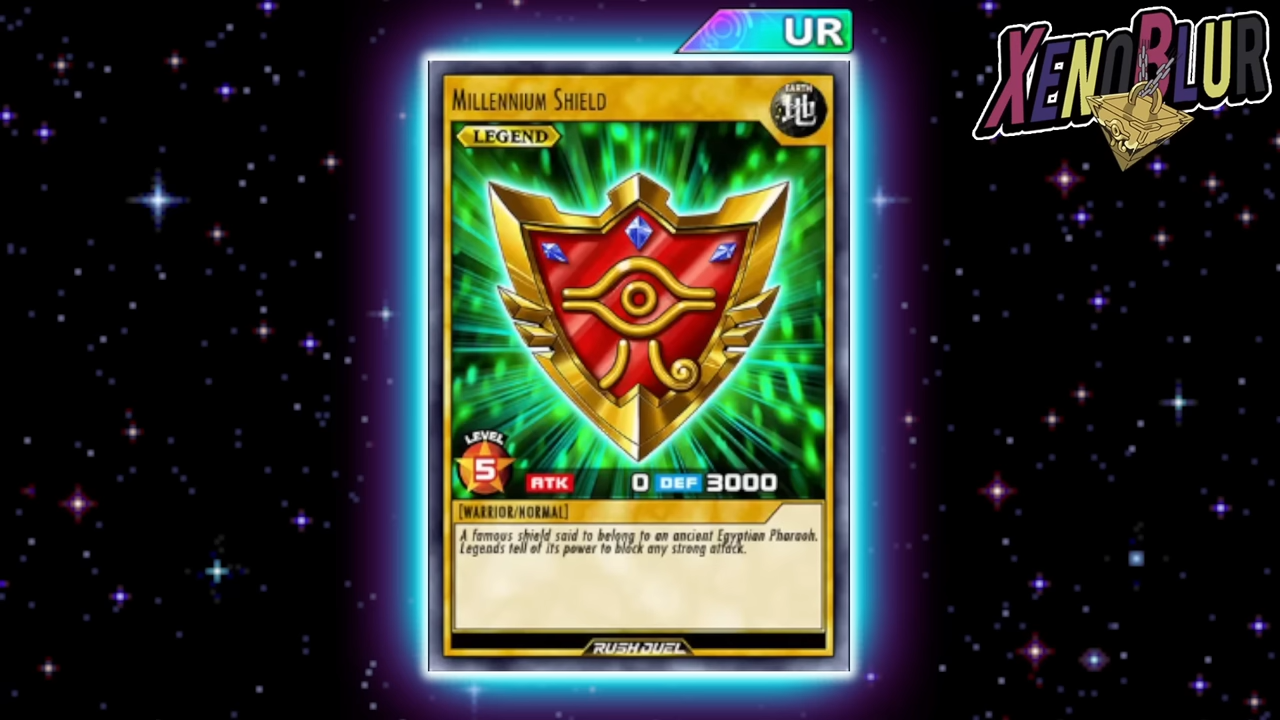 UR
XENOBLUR
MILLENNIUM SHIELD
EARTH
LEGEND
LEVEL
5
ATK 0 DEF 3000
[WARRIOR/NORMAL]
A famous shield said to belong to an ancient Egyptian Pharaoh.
Legends tell of its power to block any strong attack.
RUSH DUEL